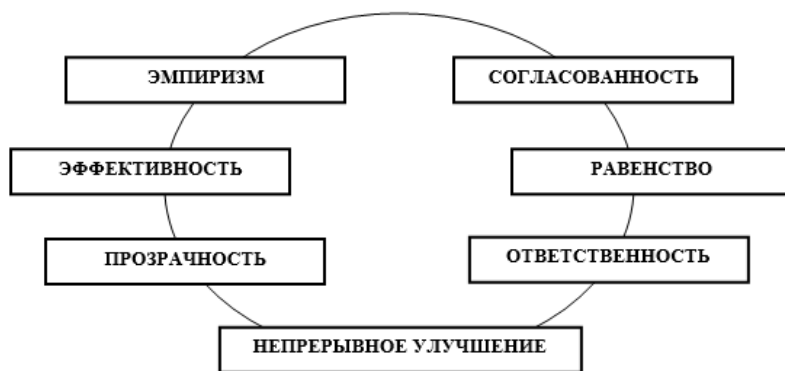 ЭМПИРИЗМ
СОГЛАСОВАННОСТЬ
ЭФФЕКТИВНОСТЬ
РАВЕНСТВО
ПРОЗРАЧНОСТЬ
ОТВЕТСТВЕННОСТЬ
НЕПРЕРЫВНОЕ УЛУЧШЕНИЕ